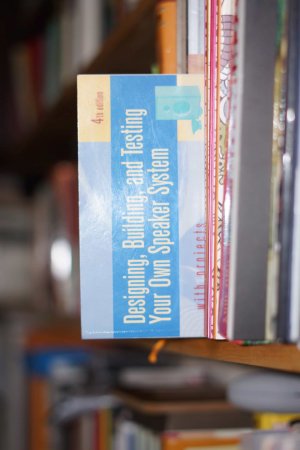 4th edition
Designing, Building, and Testing
Your Own Speaker System
with projects